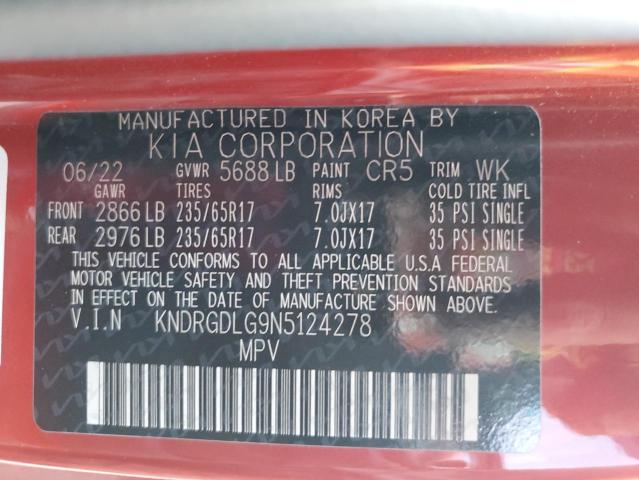 MANUFACTURED IN KOREA BY
KIA CORPORATION
06/22 GVWR 5688 LB PAINT CR5 TRIM WK
GAWR TIRES RIMS COLD TIRE INFL
FRONT 2866 LB 235/65R17 7.0JX17 35 PSI SINGLE
REAR 2976 LB 235/65R17 7.0JX17 35 PSI SINGLE
THIS VEHICLE CONFORMS TO ALL APPLICABLE U.S.A FEDERAL
MOTOR VEHICLE SAFETY AND THEFT PREVENTION STANDARDS
IN EFFECT ON THE DATE OF MANUFACTURE SHOWN ABOVE.
V.I.N KNDRGDLG9N5124278
MPV